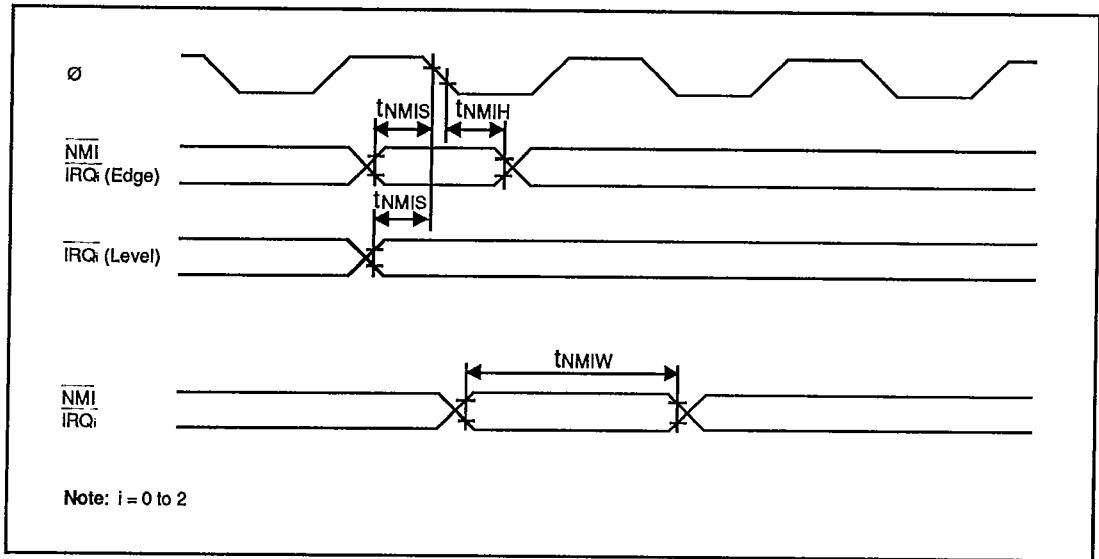 Ø
tNMIS
tNMIH
NMI
IRQi (Edge)
tNMIS
IRQi (Level)
tNMIW
NMI
IRQi
Note: i = 0 to 2